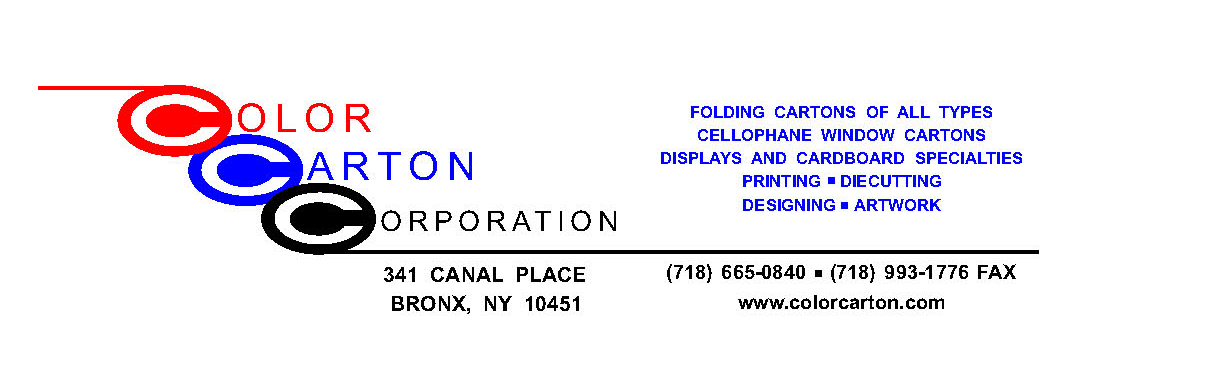 COLOR
CARTON
CORPORATION
FOLDING CARTONS OF ALL TYPES
CELLOPHANE WINDOW CARTONS
DISPLAYS AND CARDBOARD SPECIALTIES
PRINTING ▪ DIECUTTING
DESIGNING ▪ ARTWORK
341 CANAL PLACE
BRONX, NY 10451
(718) 665-0840 ▪ (718) 993-1776 FAX
www.colorcarton.com